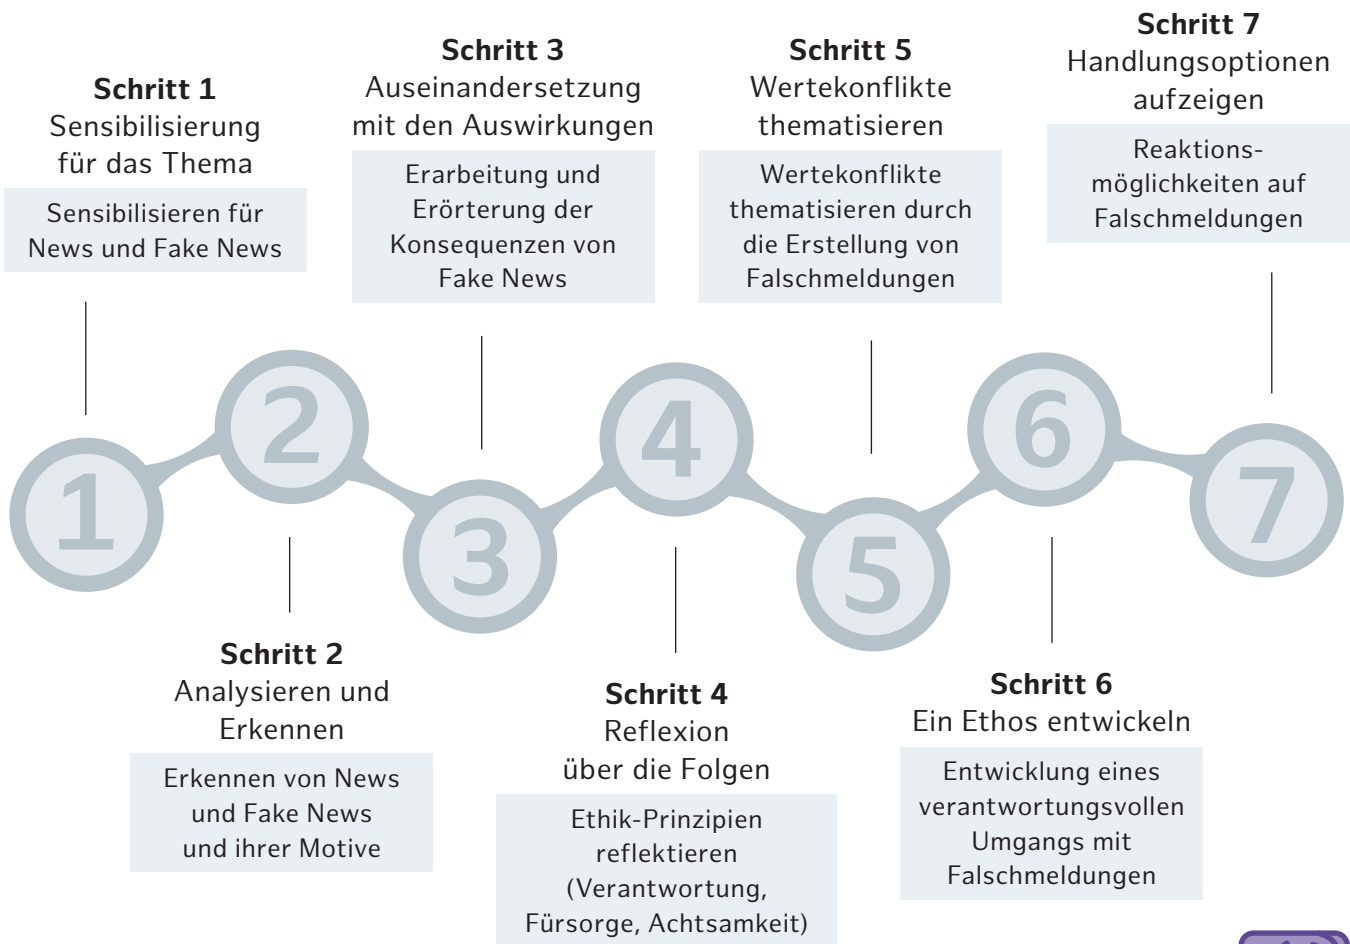 Schritt 1
Sensibilisierung
für das Thema
Sensibilisieren für
News und Fake News
Schritt 3
Auseinandersetzung
mit den Auswirkungen
Erarbeitung und
Erörterung der
Konsequenzen von
Fake News
Schritt 5
Wertekonflikte
thematisieren
Wertekonflikte
thematisieren durch
die Erstellung von
Falschmeldungen
Schritt 7
Handlungsoptionen
aufzeigen
Reaktions-
möglichkeiten auf
Falschmeldungen
1
2
3
4
5
6
7
Schritt 2
Analysieren und
Erkennen
Erkennen von News
und Fake News
und ihrer Motive
Schritt 4
Reflexion
über die Folgen
Ethik-Prinzipien
reflektieren
(Verantwortung,
Fürsorge, Achtsamkeit)
Schritt 6
Ein Ethos entwickeln
Entwicklung eines
verantwortungsvollen
Umgangs mit
Falschmeldungen